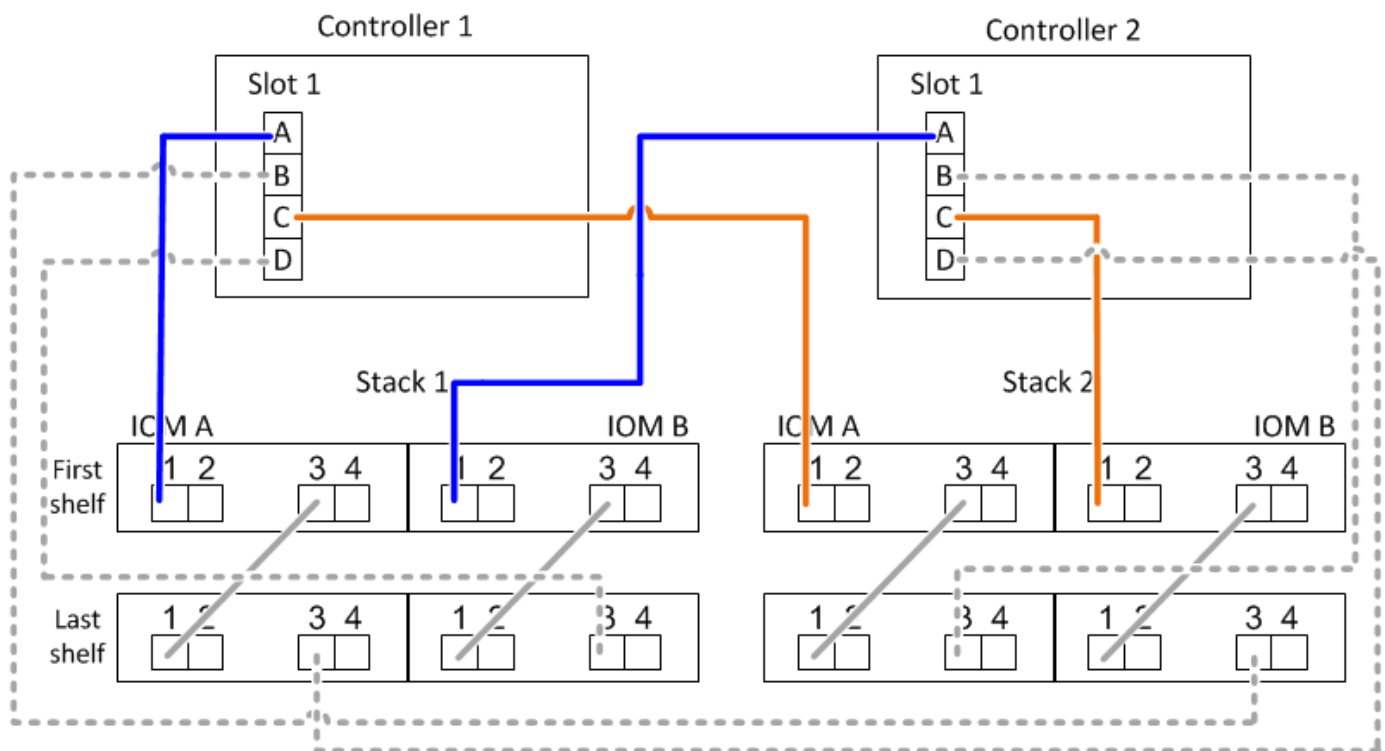 Controller 1
Controller 2
Slot 1
Slot 1
A
A
B
B
C
C
D
D
Stack 1
Stack 2
IOM A
IOM B
IOM A
IOM B
First shelf
1 2
3 4
1 2
3 4
1 2
3 4
1 2
3 4
Last shelf
1 2
3 4
1 2
3 4
1 2
3 4
1 2
3 4